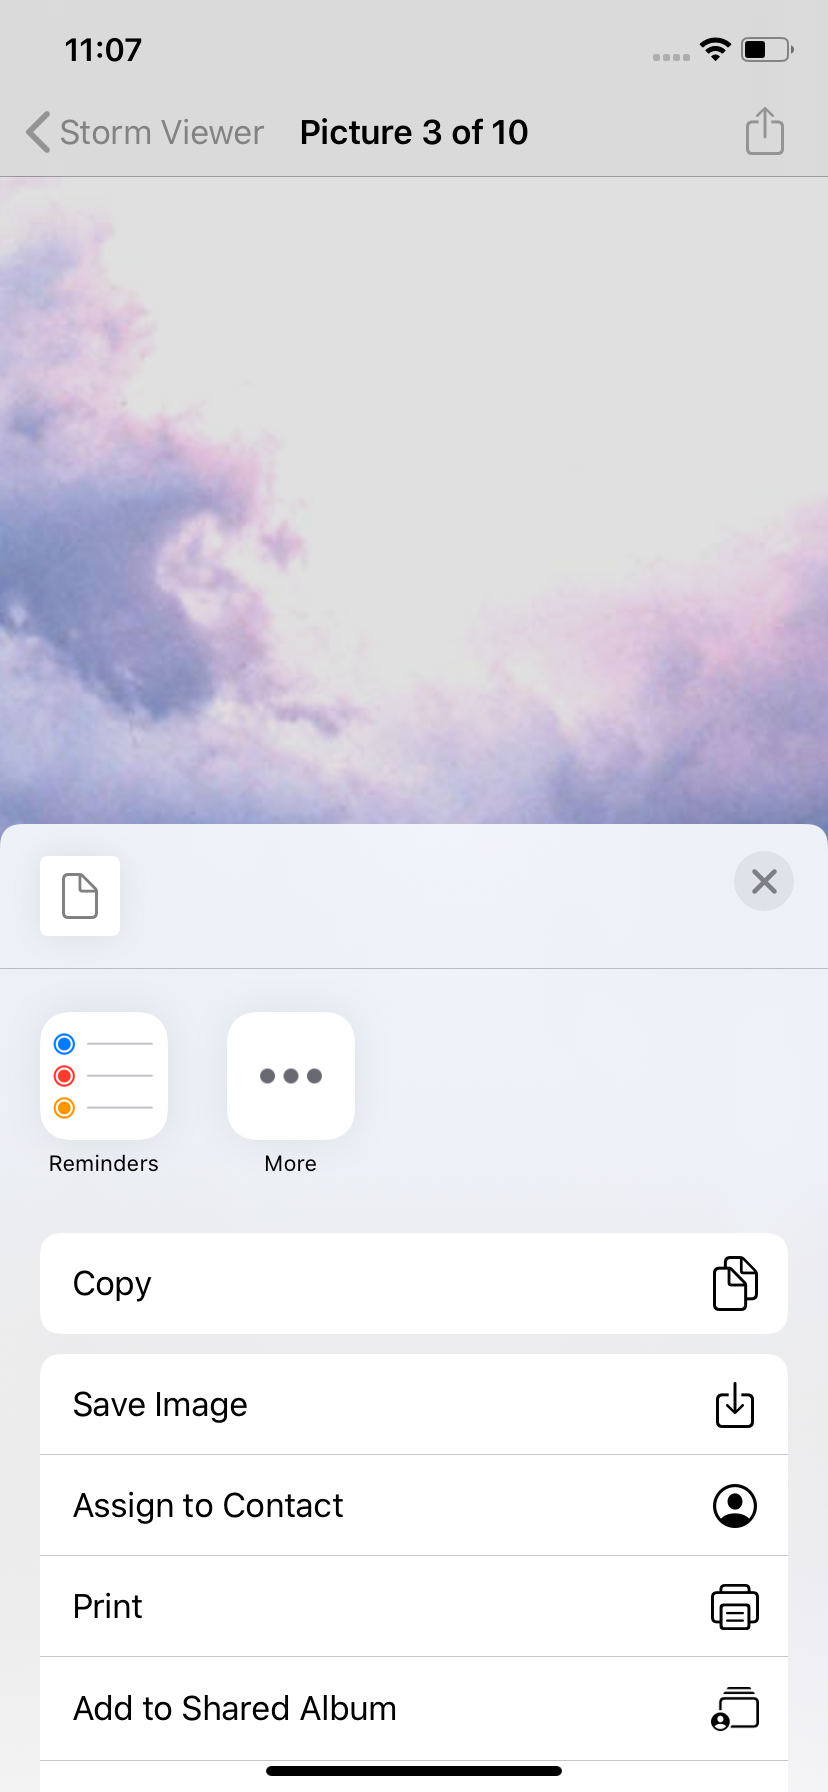 11:07
Storm Viewer Picture 3 of 10
Reminders More
Copy
Save Image
Assign to Contact
Print
Add to Shared Album